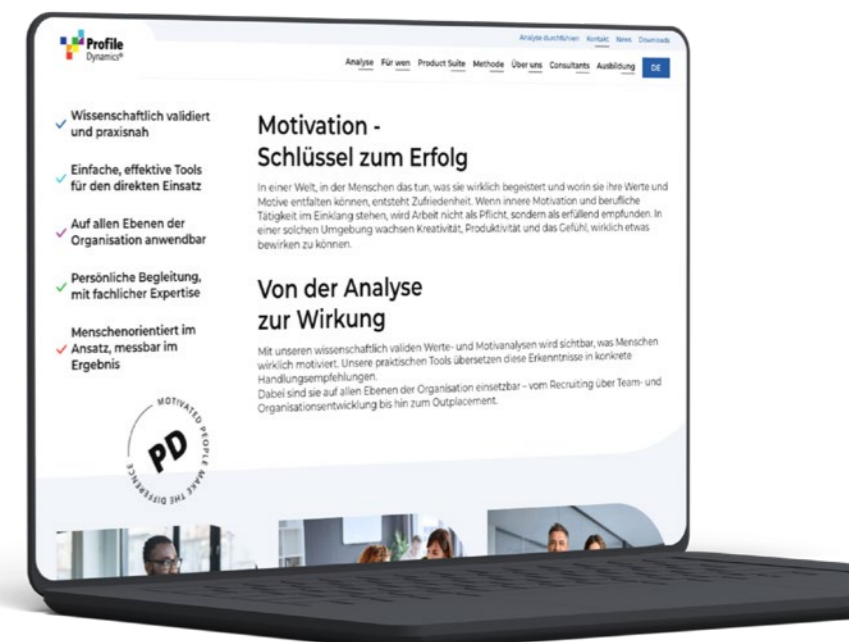 Profile
Dynamics®
Analyse durchführen Kontakt News Downloads
Analyse Für wen Product Suite Methode Über uns Consultants Ausbildung DE
Wissenschaftlich validiert
und praxisnah
Einfache, effektive Tools
für den direkten Einsatz
Auf allen Ebenen der
Organisation anwendbar
Persönliche Begleitung,
mit fachlicher Expertise
Menschenorientiert im
Ansatz, messbar im
Ergebnis
MOTIVATED PEOPLE MAKE THE DIFFERENCE
PD
Motivation -
Schlüssel zum Erfolg
In einer Welt, in der Menschen das tun, was sie wirklich begeistert und worin sie ihre Werte und
Motive entfalten können, entsteht Zufriedenheit. Wenn innere Motivation und berufliche
Tätigkeit im Einklang stehen, wird Arbeit nicht als Pflicht, sondern als erfüllend empfunden. In
einer solchen Umgebung wachsen Kreativität, Produktivität und das Gefühl, wirklich etwas
bewirken zu können.
Von der Analyse
zur Wirkung
Mit unseren wissenschaftlich validen Werte- und Motivanalysen wird sichtbar, was Menschen
wirklich motiviert. Unsere praktischen Tools übersetzen diese Erkenntnisse in konkrete
Handlungsempfehlungen.
Dabei sind sie auf allen Ebenen der Organisation einsetzbar – vom Recruiting über Team- und
Organisationsentwicklung bis hin zum Outplacement.